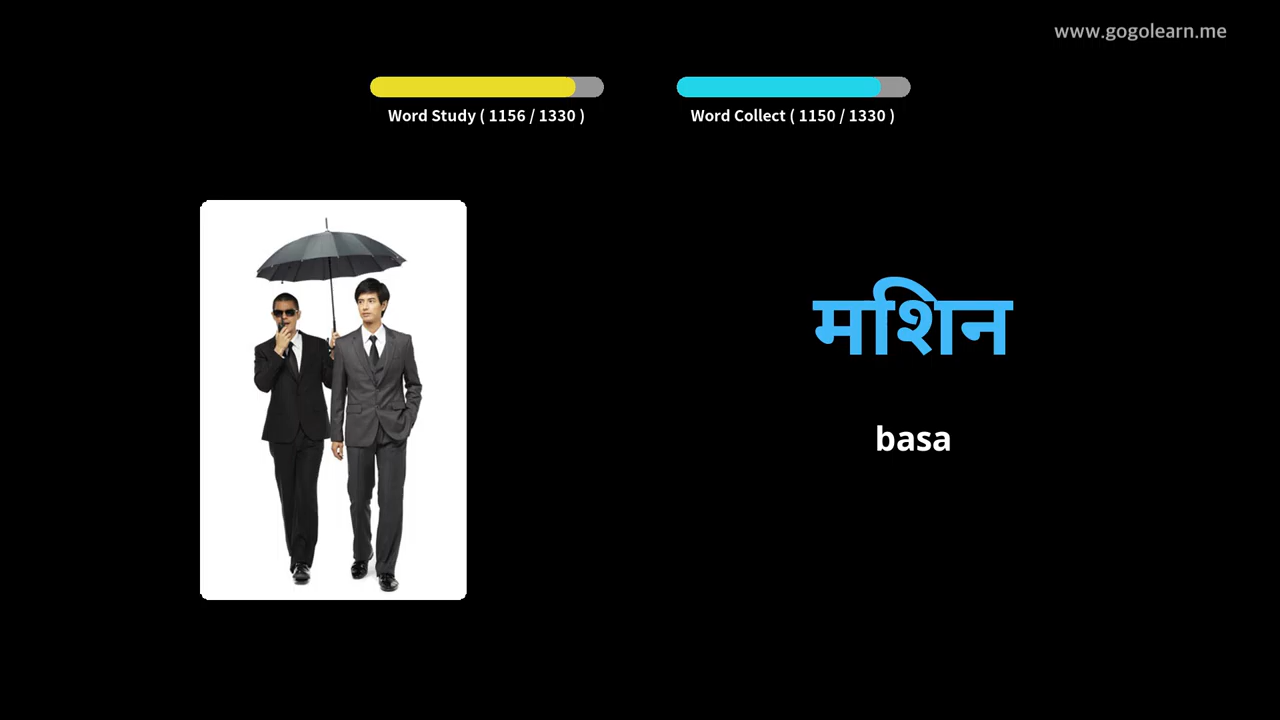 www.gogolearn.me
Word Study ( 1156 / 1330 )
Word Collect ( 1150 / 1330 )
मशिन
basa